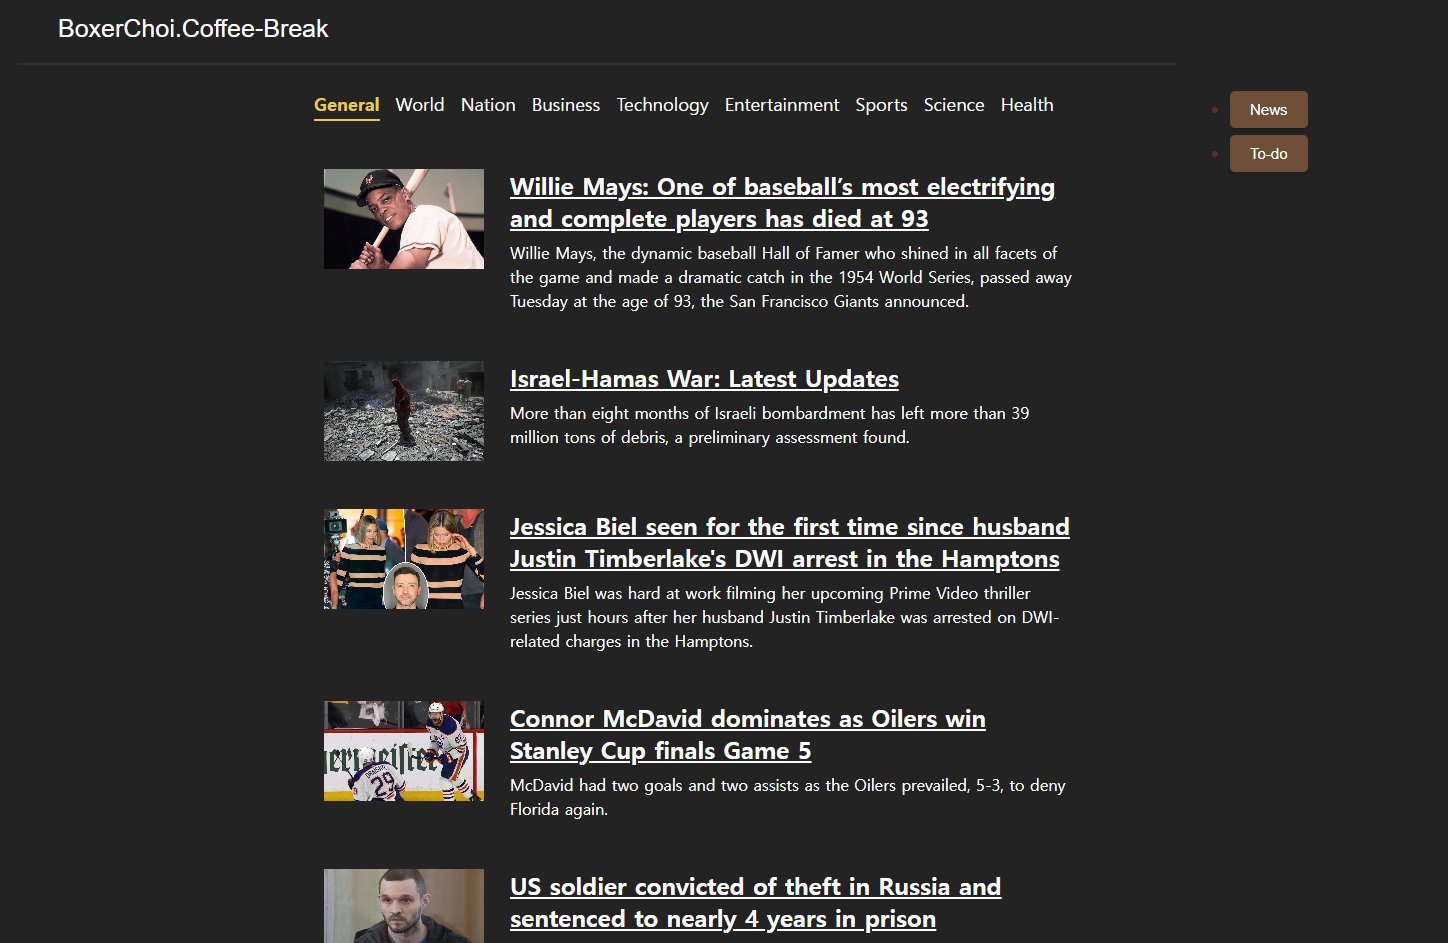 BoxerChoi.Coffee-Break
General World Nation Business Technology Entertainment Sports Science Health
News
To-do
Willie Mays: One of baseball’s most electrifying
and complete players has died at 93
Willie Mays, the dynamic baseball Hall of Famer who shined in all facets of
the game and made a dramatic catch in the 1954 World Series, passed away
Tuesday at the age of 93, the San Francisco Giants announced.
Israel-Hamas War: Latest Updates
More than eight months of Israeli bombardment has left more than 39
million tons of debris, a preliminary assessment found.
Jessica Biel seen for the first time since husband
Justin Timberlake's DWI arrest in the Hamptons
Jessica Biel was hard at work filming her upcoming Prime Video thriller
series just hours after her husband Justin Timberlake was arrested on DWI-
related charges in the Hamptons.
29
Connor McDavid dominates as Oilers win
Stanley Cup finals Game 5
McDavid had two goals and two assists as the Oilers prevailed, 5-3, to deny
Florida again.
US soldier convicted of theft in Russia and
sentenced to nearly 4 years in prison